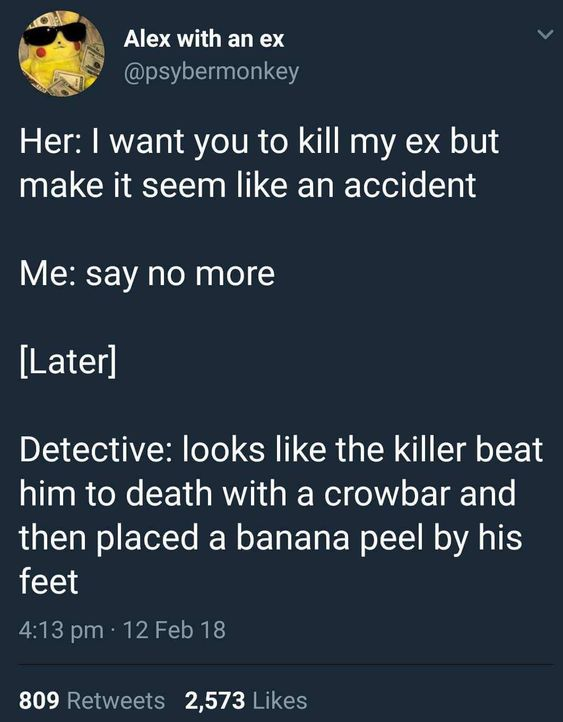 Alex with an ex
@psybermonkey
Her: I want you to kill my ex but
make it seem like an accident
Me: say no more
[Later]
Detective: looks like the killer beat
him to death with a crowbar and
then placed a banana peel by his
feet
4:13 pm · 12 Feb 18
809 Retweets 2,573 Likes